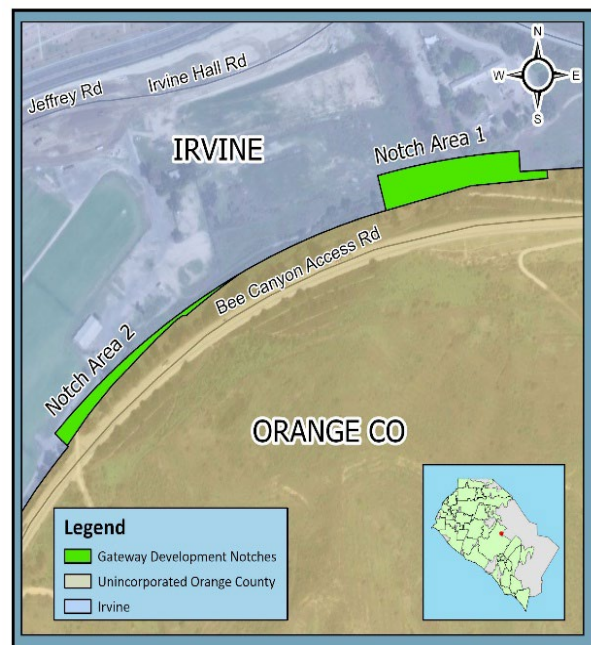 N
W E
S
Irvine Hall Rd
Jeffrey Rd
IRVINE
Notch Area 1
Bee Canyon Access Rd
Notch Area 2
ORANGE CO
Legend
Gateway Development Notches
Unincorporated Orange County
Irvine